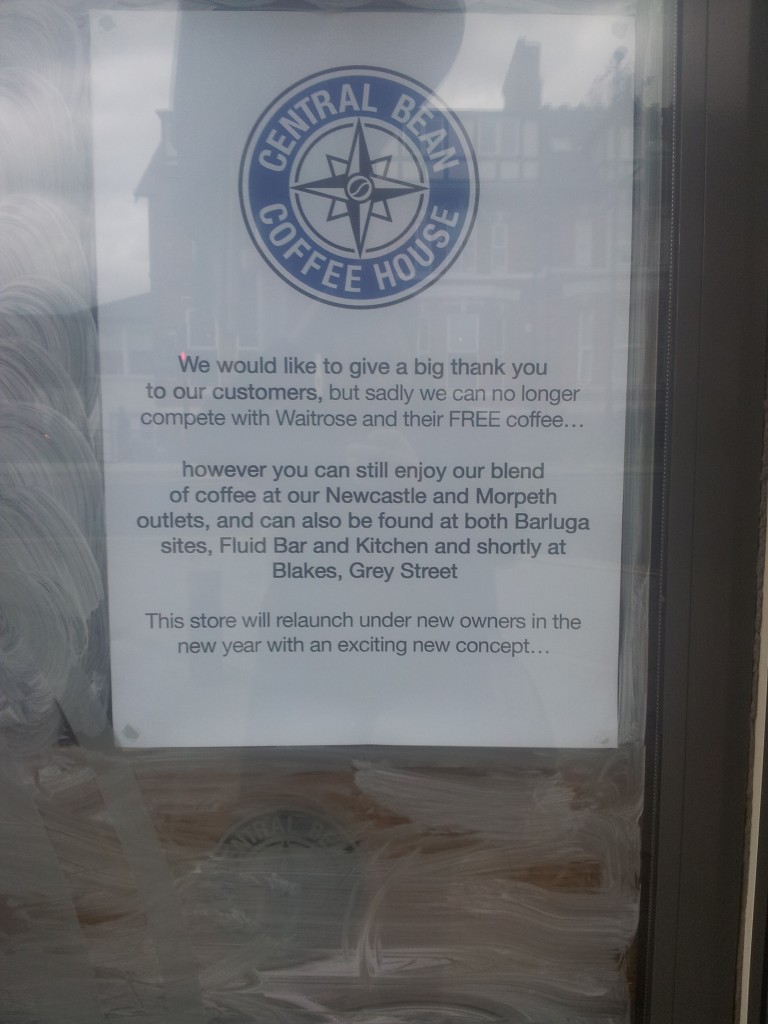 CENTRAL BEAN
COFFEE HOUSE
We would like to give a big thank you
to our customers, but sadly we can no longer
compete with Waitrose and their FREE coffee...
however you can still enjoy our blend
of coffee at our Newcastle and Morpeth
outlets, and can also be found at both Barluga
sites, Fluid Bar and Kitchen and shortly at
Blakes, Grey Street
This store will relaunch under new owners in the
new year with an exciting new concept...
CENTRAL BEAN